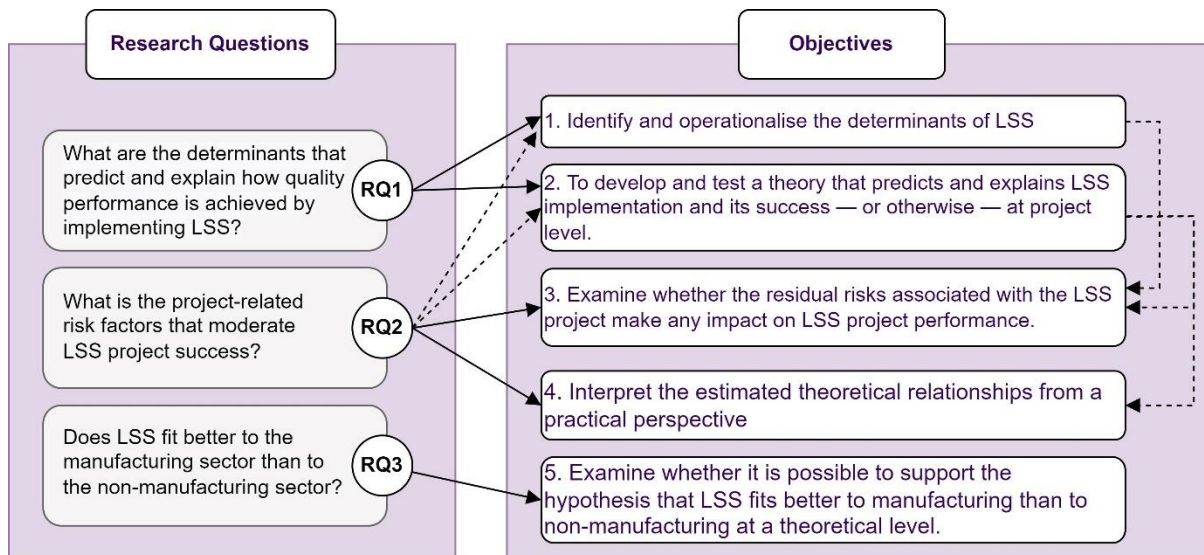 Research Questions
What are the determinants that
predict and explain how quality
performance is achieved by
implementing LSS?
RQ1
What is the project-related
risk factors that moderate
LSS project success?
RQ2
Does LSS fit better to the
manufacturing sector than to
the non-manufacturing sector?
RQ3
Objectives
1. Identify and operationalise the determinants of LSS
2. To develop and test a theory that predicts and explains LSS
implementation and its success — or otherwise — at project
level.
3. Examine whether the residual risks associated with the LSS
project make any impact on LSS project performance.
4. Interpret the estimated theoretical relationships from a
practical perspective
5. Examine whether it is possible to support the
hypothesis that LSS fits better to manufacturing than to
non-manufacturing at a theoretical level.